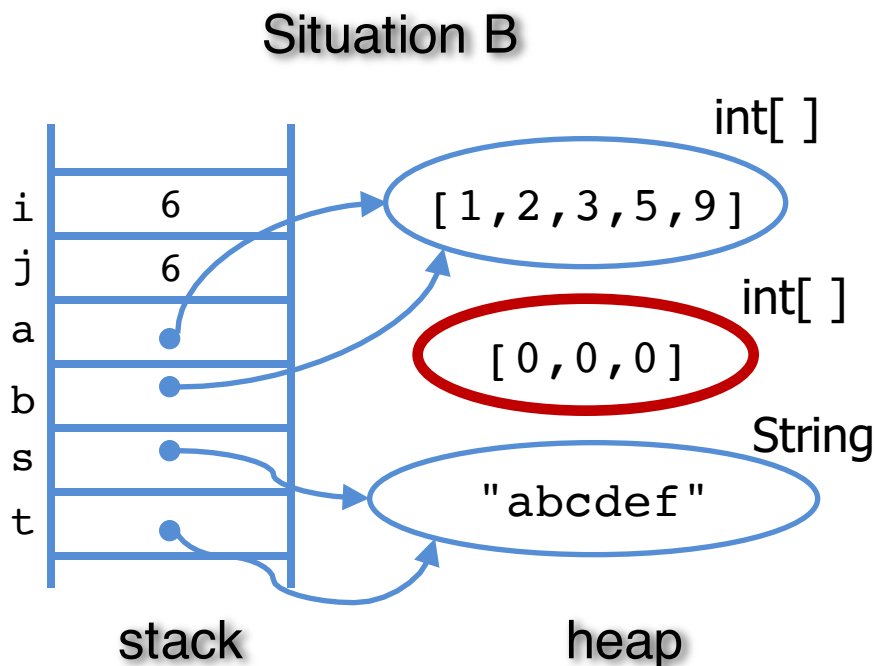 Situation B
int[ ]
i 6 [1,2,3,5,9]
j 6
int[ ]
a [0,0,0]
b
String
s "abcdef"
t
stack heap